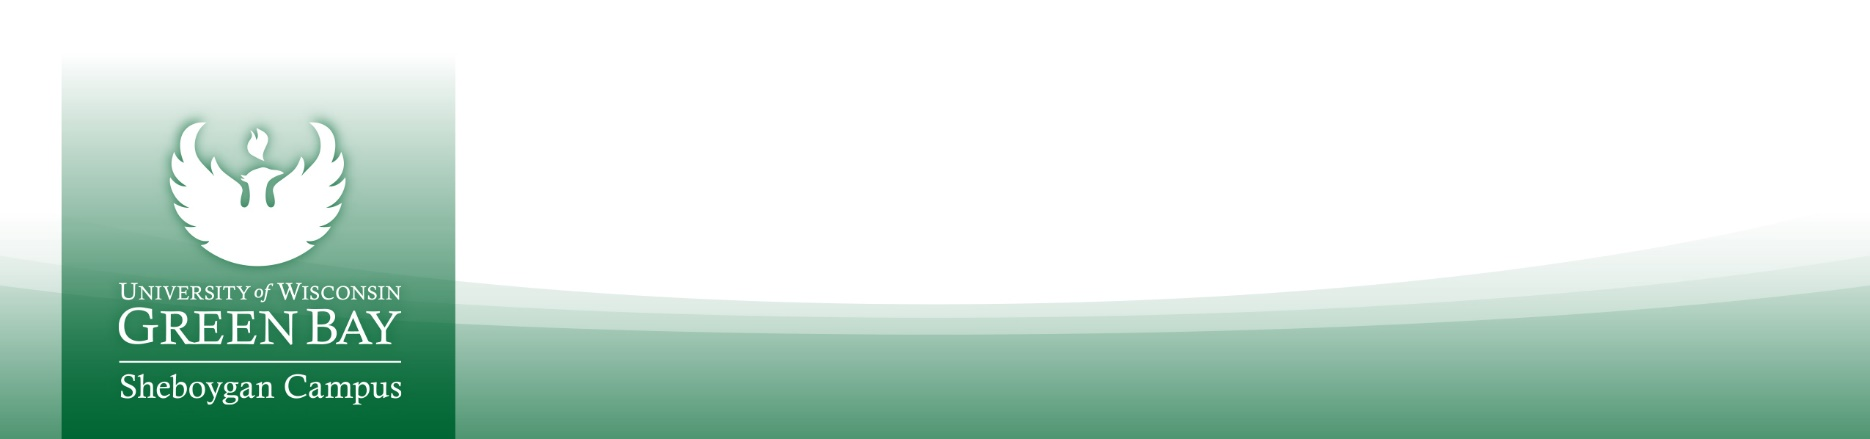 UNIVERSITY of WISCONSIN
GREEN BAY
Sheboygan Campus